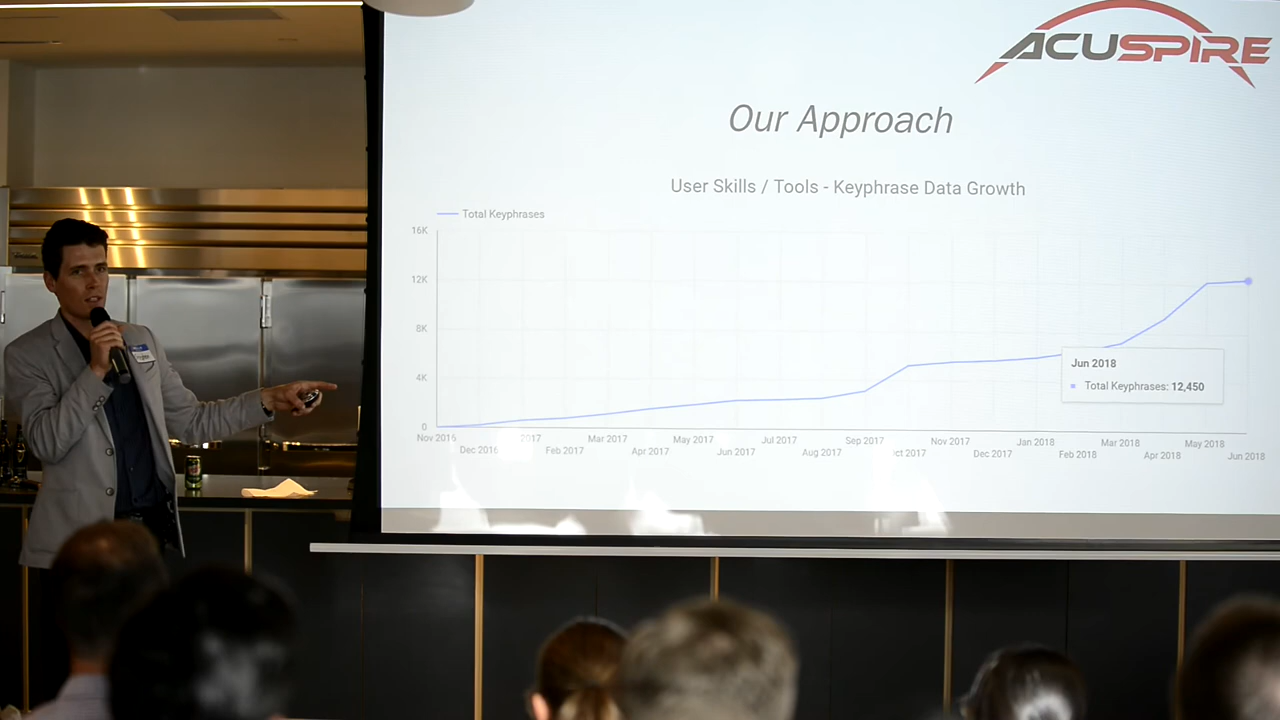 ACUSPIRE
Our Approach
User Skills / Tools - Keyphrase Data Growth
Total Keyphrases
16K
12K
8K
4K
0
Jun 2018
Total Keyphrases: 12,450
Nov 2016
2017
Mar 2017
May 2017
Jul 2017
Sep 2017
Nov 2017
Jan 2018
Mar 2018
May 2018
Dec 2016
Feb 2017
Apr 2017
Jun 2017
Aug 2017
Oct 2017
Dec 2017
Feb 2018
Apr 2018
Jun 2018